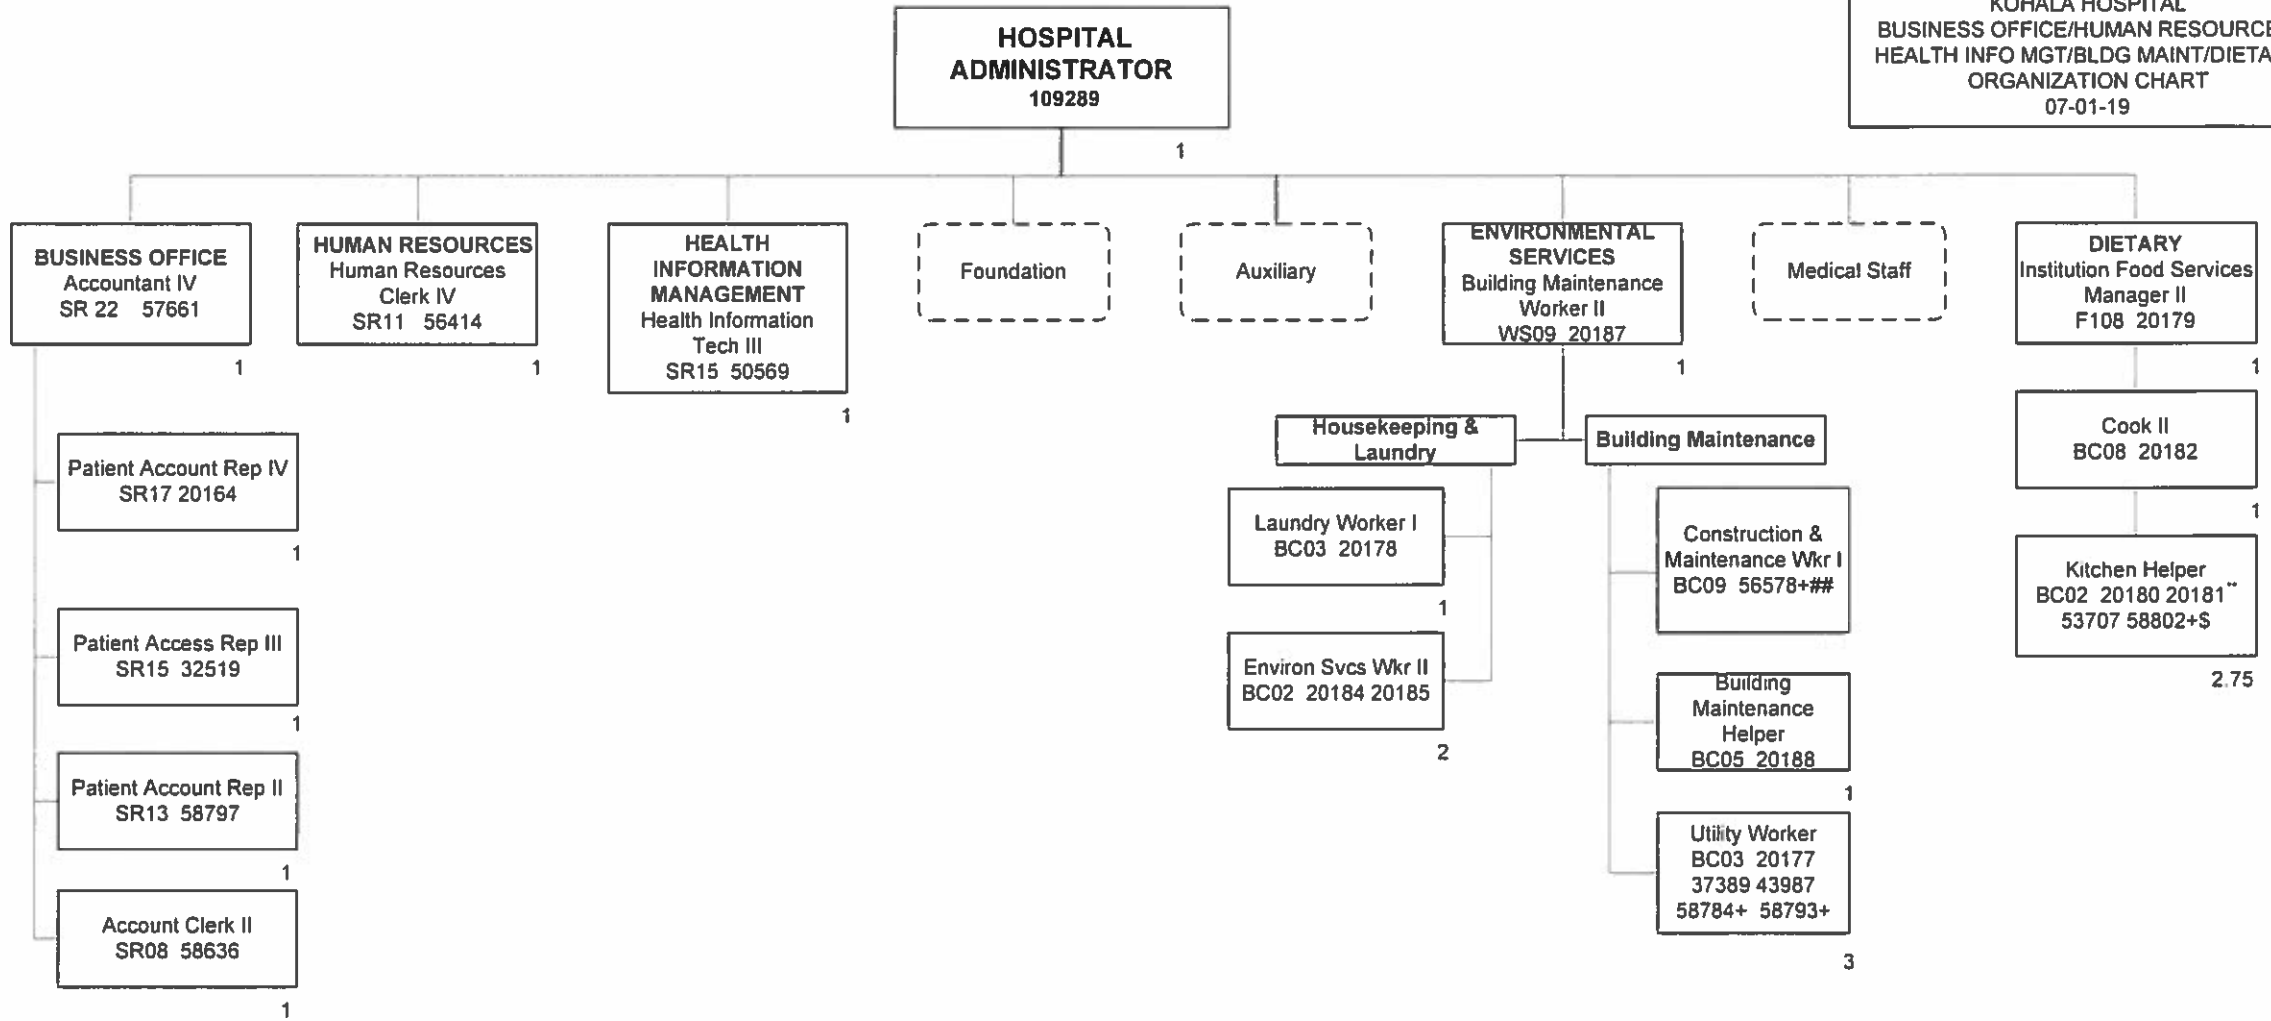 KOHALA HOSPITAL
BUSINESS OFFICE/HUMAN RESOURCE
HEALTH INFO MGT/BLDG MAINT/DIETA
ORGANIZATION CHART
07-01-19
HOSPITAL
ADMINISTRATOR
109289
1
BUSINESS OFFICE
Accountant IV
SR 22 57661
1
HUMAN RESOURCES
Human Resources
Clerk IV
SR11 56414
1
HEALTH
INFORMATION
MANAGEMENT
Health Information
Tech III
SR15 50569
1
Foundation
Auxiliary
ENVIRONMENTAL
SERVICES
Building Maintenance
Worker II
WS09 20187
1
Medical Staff
DIETARY
Institution Food Services
Manager II
F108 20179
1
Patient Account Rep IV
SR17 20164
1
Patient Access Rep III
SR15 32519
1
Patient Account Rep II
SR13 58797
1
Account Clerk II
SR08 58636
1
Housekeeping &
Laundry
Laundry Worker I
BC03 20178
1
Environ Svcs Wkr II
BC02 20184 20185
2
Building Maintenance
Construction &
Maintenance Wkr I
BC09 56578+##
Building
Maintenance
Helper
BC05 20188
1
Utility Worker
BC03 20177
37389 43987
58784+ 58793+
3
Cook II
BC08 20182
1
Kitchen Helper
BC02 20180 20181**
53707 58802+$
2.75